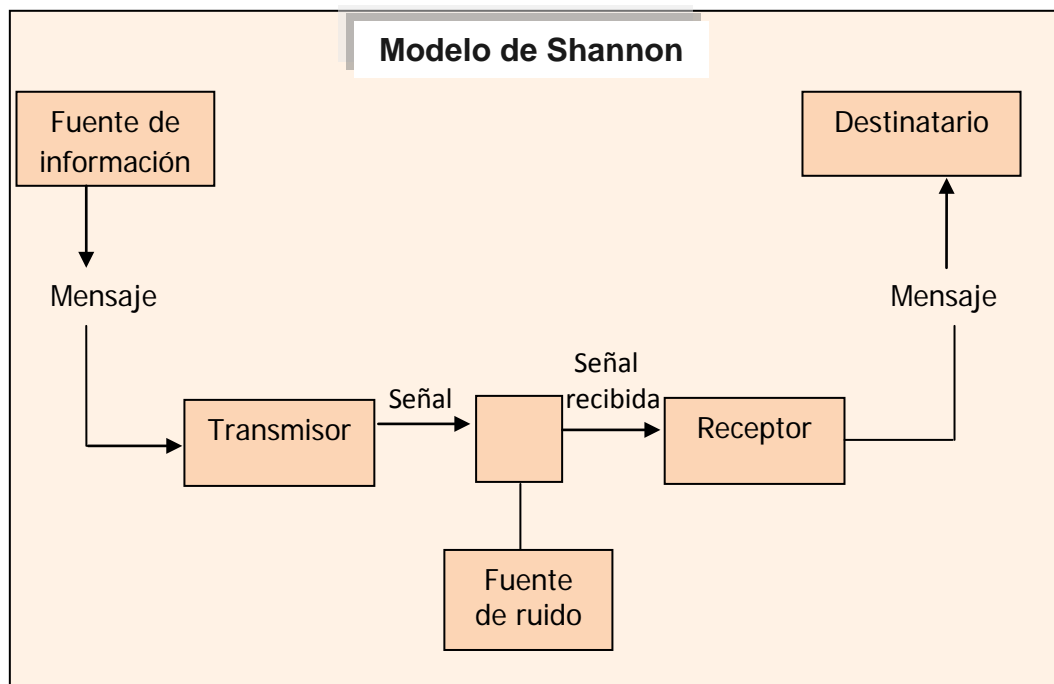 Modelo de Shannon
Fuente de
información
Destinatario
Mensaje
Mensaje
Señal
Señal
recibida
Transmisor
Receptor
Fuente
de ruido